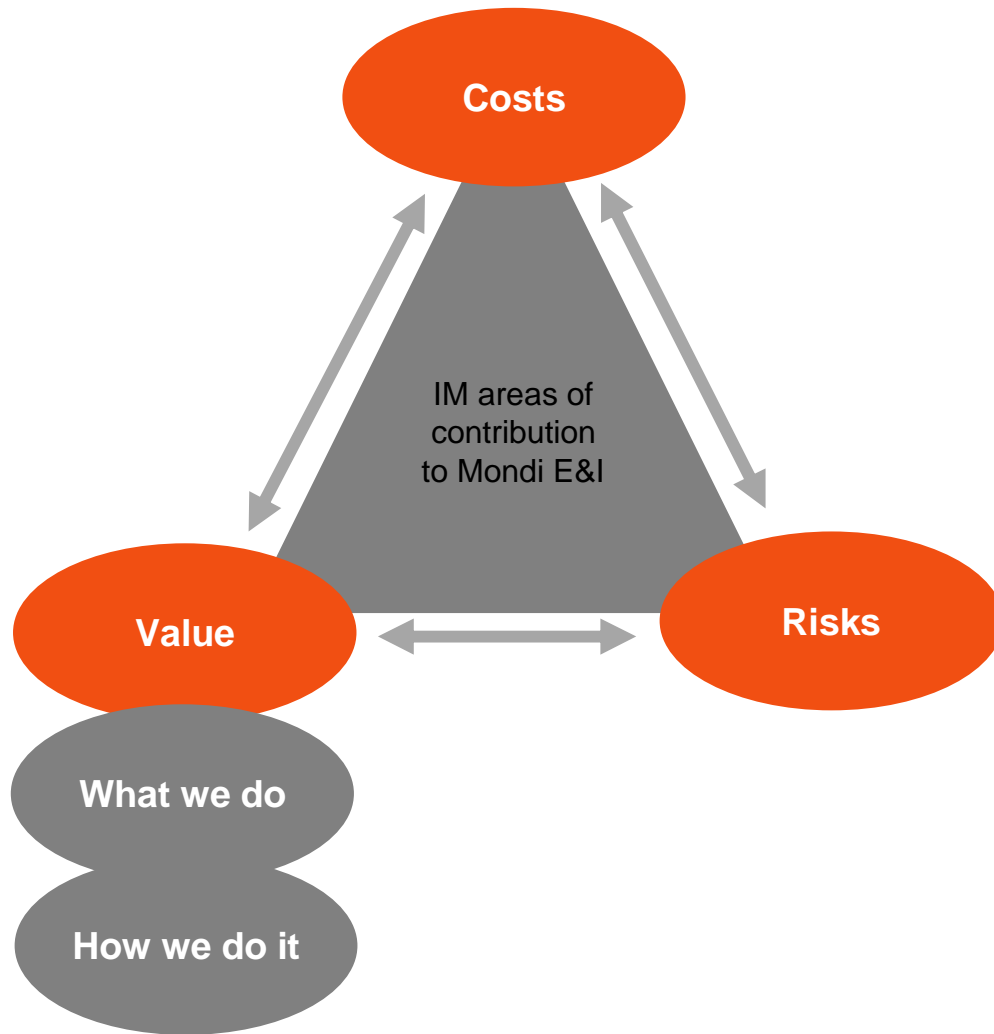 Costs
IM areas of
contribution
to Mondi E&I
Value
Risks
What we do
How we do it